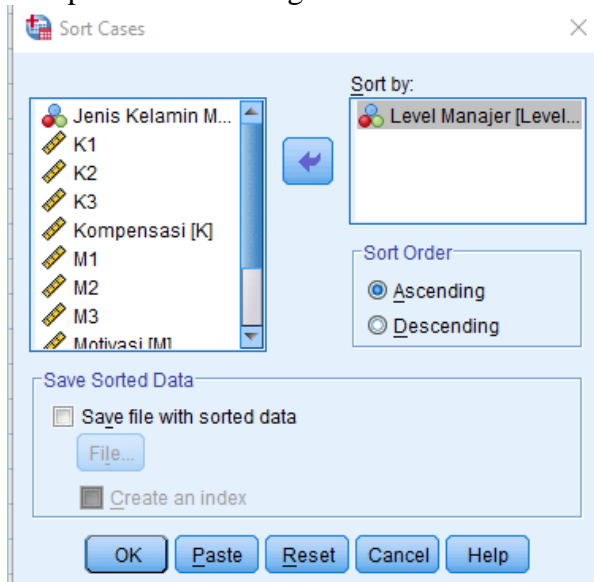 Sort Cases
Sort by:
Jenis Kelamin M...
K1
K2
K3
Kompensasi [K]
M1
M2
M3
Motivasi [M]
Level Manajer [Level...
Sort Order
Ascending
Descending
Save Sorted Data
Save file with sorted data
File...
Create an index
OK
Paste
Reset
Cancel
Help